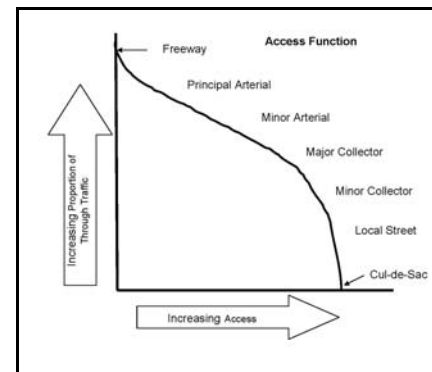 Access Function
Freeway
Principal Arterial
Minor Arterial
Major Collector
Minor Collector
Local Street
Cul-de-Sac
Increasing Proportion of
Through Traffic
Increasing Access